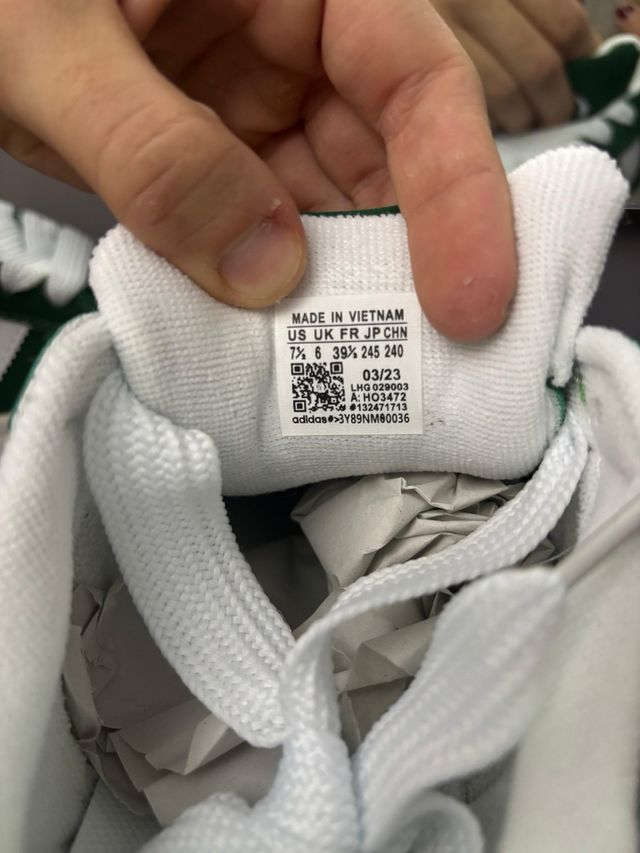 MADE IN VIETNAM
US UK FR JP CHN
7½ 6 39⅓ 245 240
03/23
LHG 029003
A: HO3472
#132471713
adidas#>3Y89NM80036